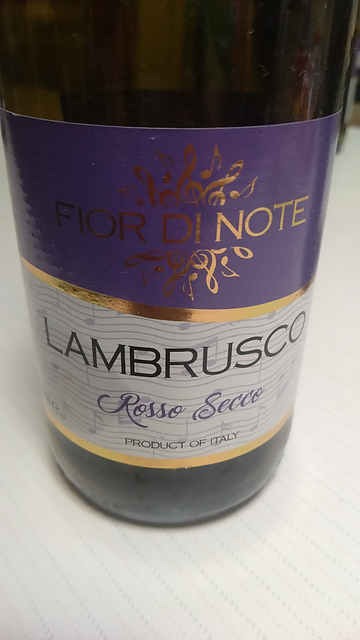 FIOR DI NOTE
LAMBRUSCO
Rosso Secco
PRODUCT OF ITALY